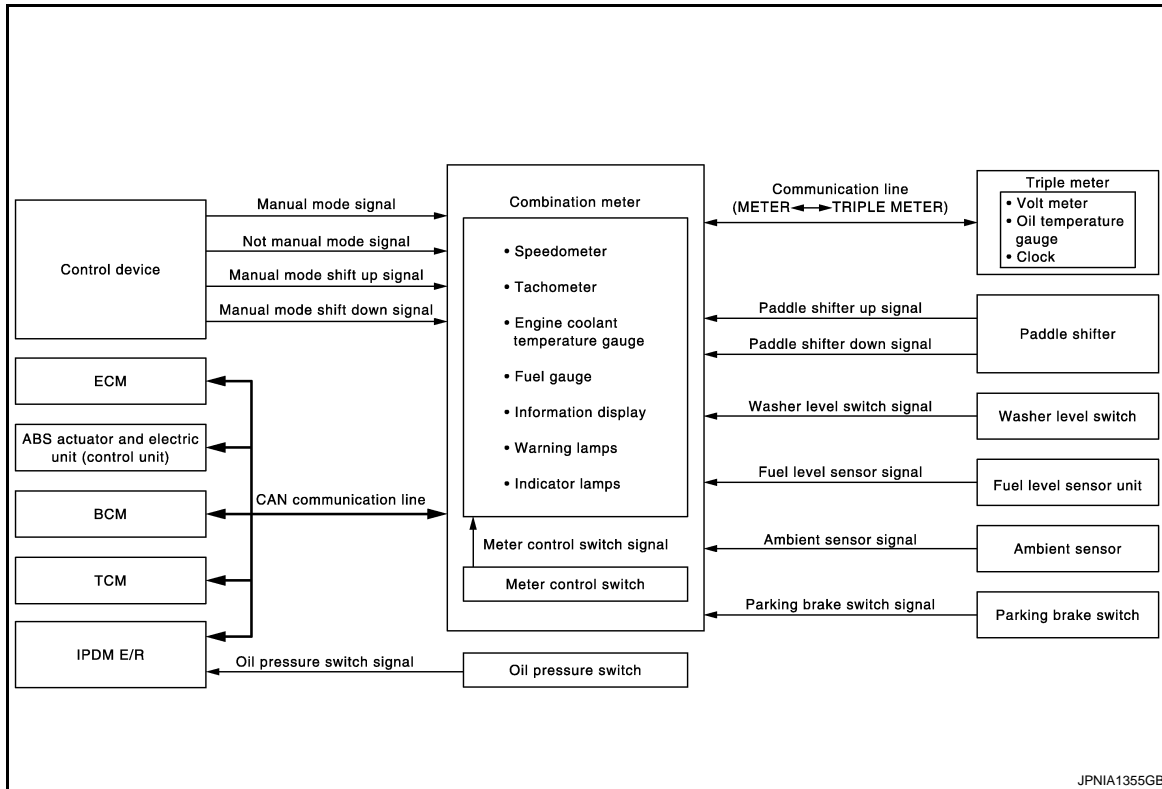 Control device
Manual mode signal
Not manual mode signal
Manual mode shift up signal
Manual mode shift down signal
ECM
ABS actuator and electric
unit (control unit)
BCM
TCM
IPDM E/R
CAN communication line
Oil pressure switch signal
Combination meter
• Speedometer
• Tachometer
• Engine coolant
temperature gauge
• Fuel gauge
• Information display
• Warning lamps
• Indicator lamps
Meter control switch signal
Meter control switch
Oil pressure switch
Communication line
(METER◄─►TRIPLE METER)
Paddle shifter up signal
Paddle shifter down signal
Washer level switch signal
Fuel level sensor signal
Ambient sensor signal
Parking brake switch signal
Triple meter
• Volt meter
• Oil temperature
gauge
• Clock
Paddle shifter
Washer level switch
Fuel level sensor unit
Ambient sensor
Parking brake switch
JPNIA1355GB